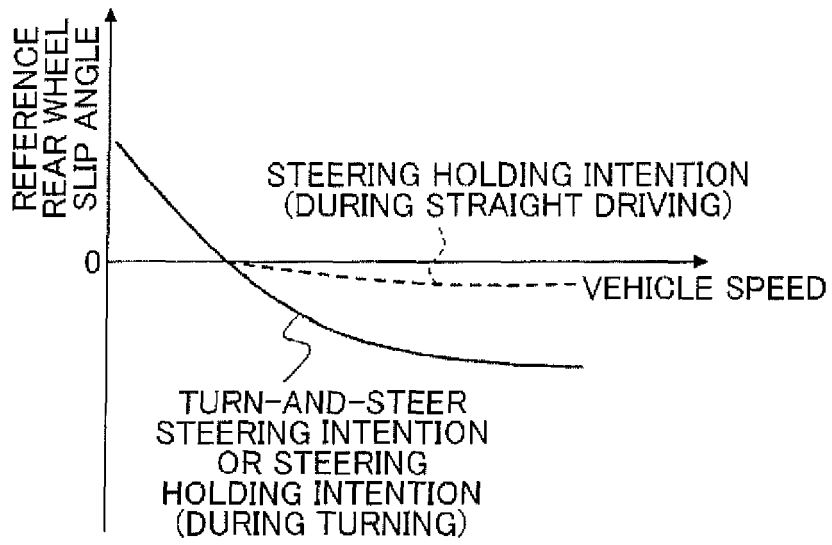 REFERENCE
REAR WHEEL
SLIP ANGLE
STEERING HOLDING INTENTION
(DURING STRAIGHT DRIVING)
0
VEHICLE SPEED
TURN-AND-STEER
STEERING INTENTION
OR STEERING
HOLDING INTENTION
(DURING TURNING)